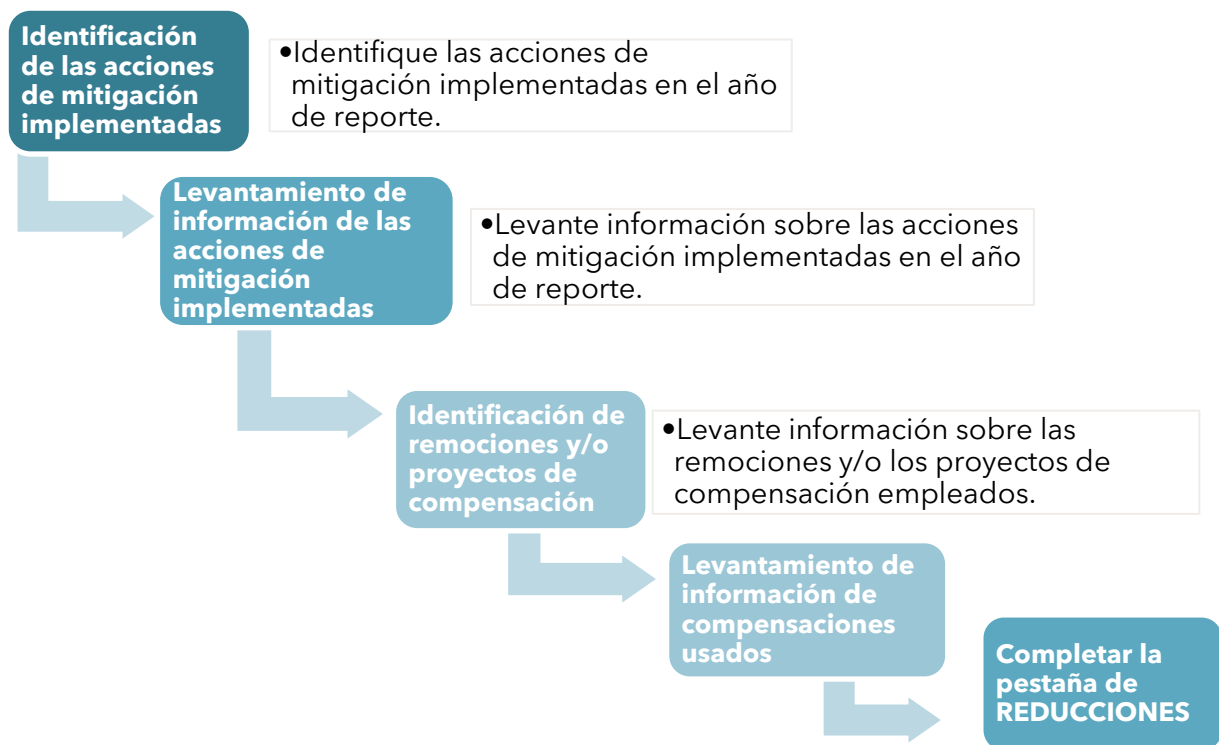 Identificación
de las acciones
de mitigación
implementadas
•Identifique las acciones de
mitigación implementadas en el año
de reporte.
Levantamiento de
información de las
acciones de
mitigación
implementadas
•Levante información sobre las acciones
de mitigación implementadas en el año
de reporte.
Identificación de
remociones y/o
proyectos de
compensación
•Levante información sobre las
remociones y/o los proyectos de
compensación empleados.
Levantamiento de
información de
compensaciones
usados
Completar la
pestaña de
REDUCCIONES